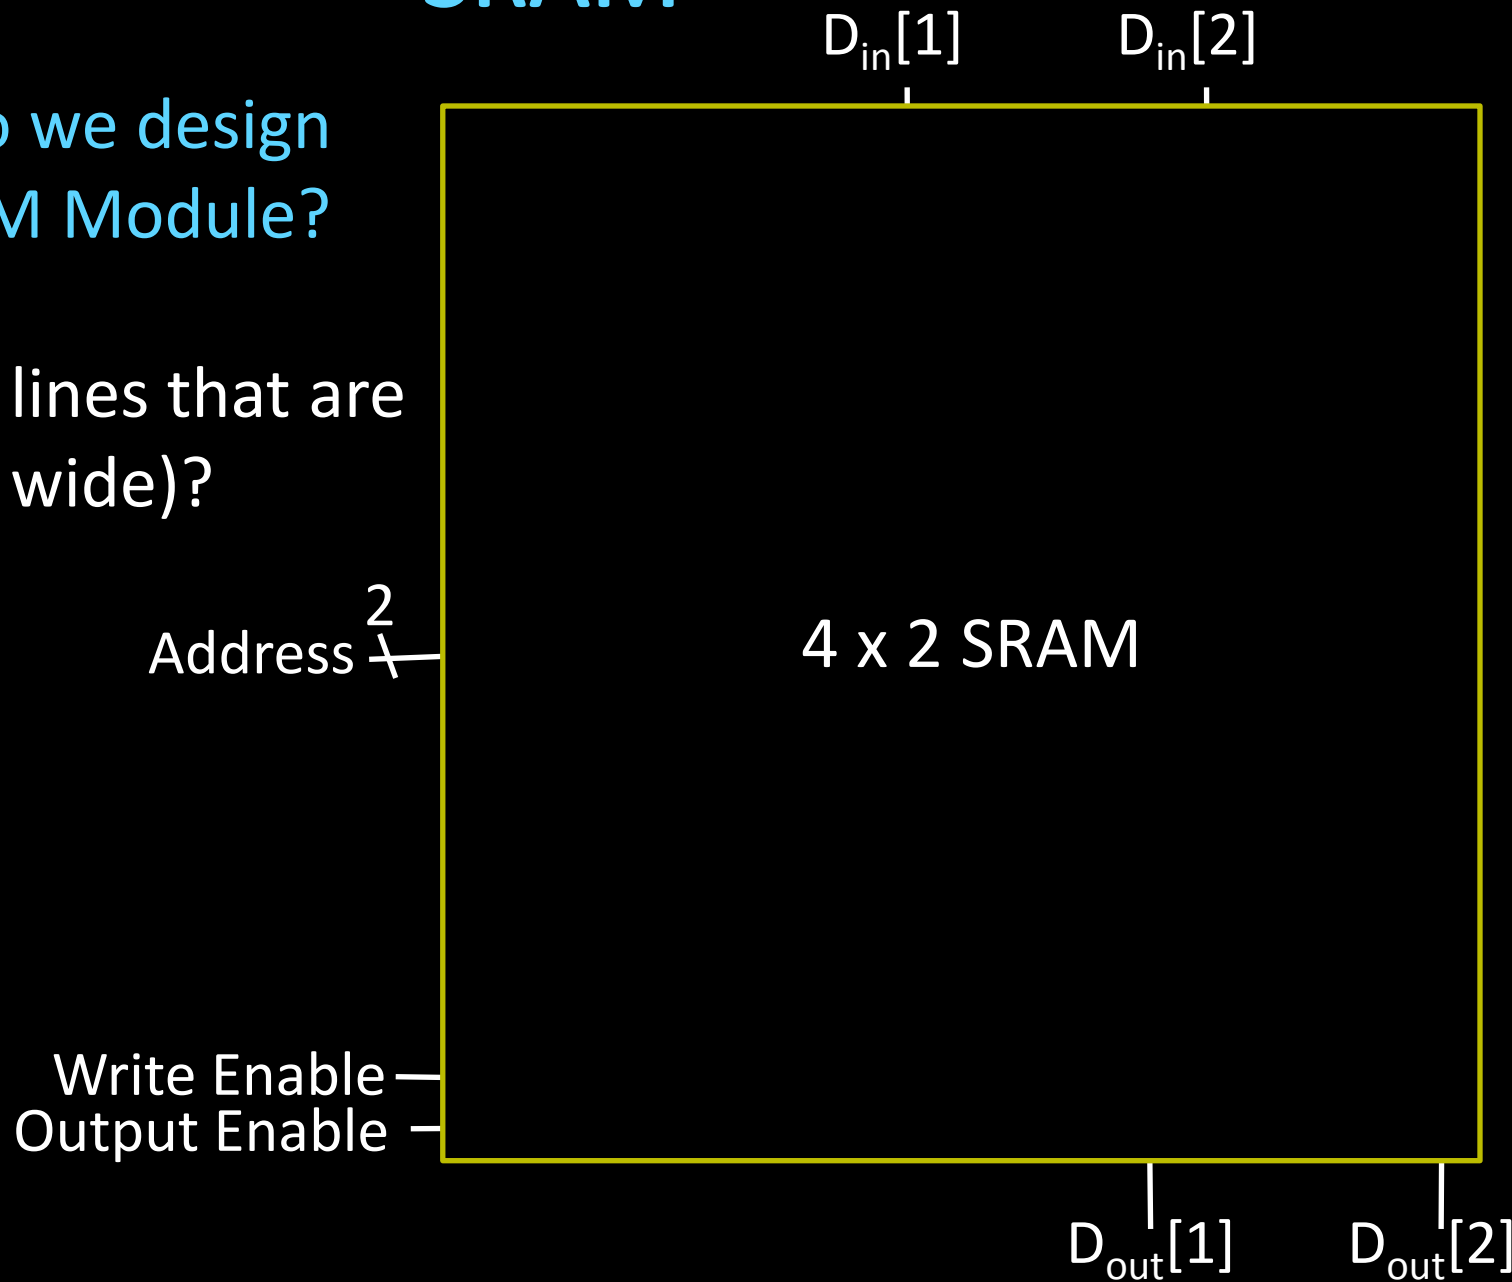 SRAM
D_in[1] D_in[2]
we design
Module?
lines that are
wide)?
2
Address
4 x 2 SRAM
Write Enable
Output Enable
D_out[1] D_out[2]